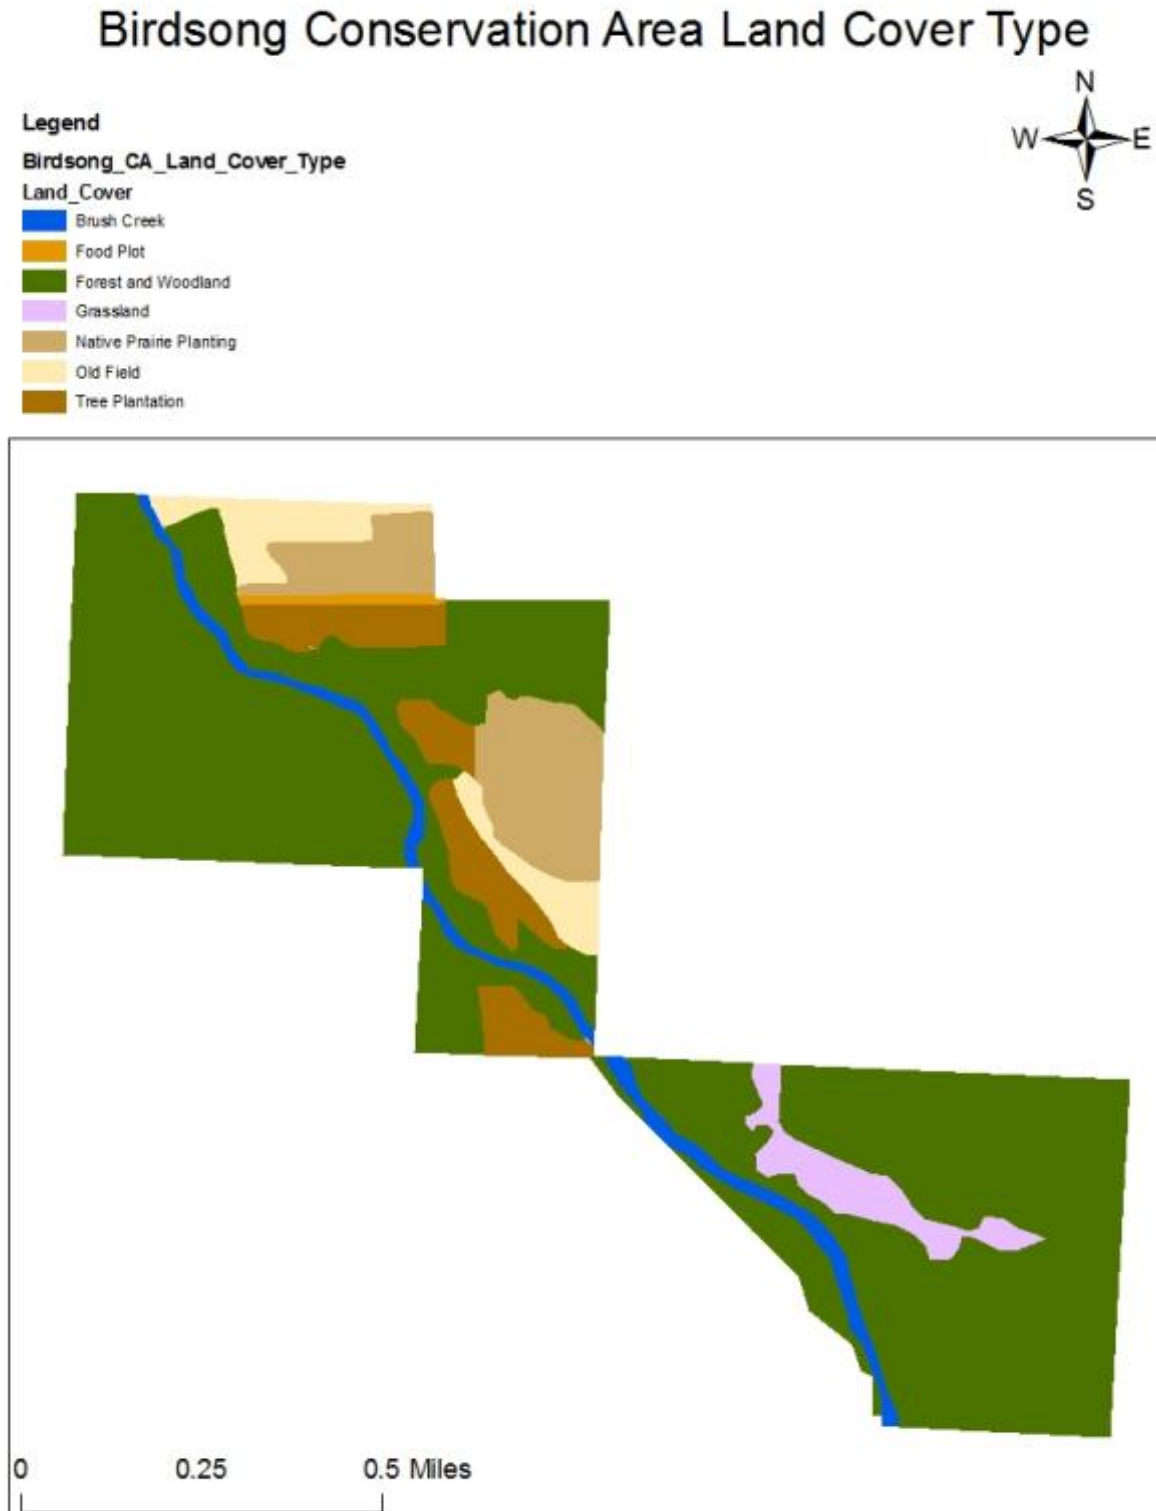 Birdsong Conservation Area Land Cover Type
N
W E
S
Legend
Birdsong_CA_Land_Cover_Type
Land_Cover
Brush Creek
Food Plot
Forest and Woodland
Grassland
Native Prairie Planting
Old Field
Tree Plantation
0 0.25 0.5 Miles